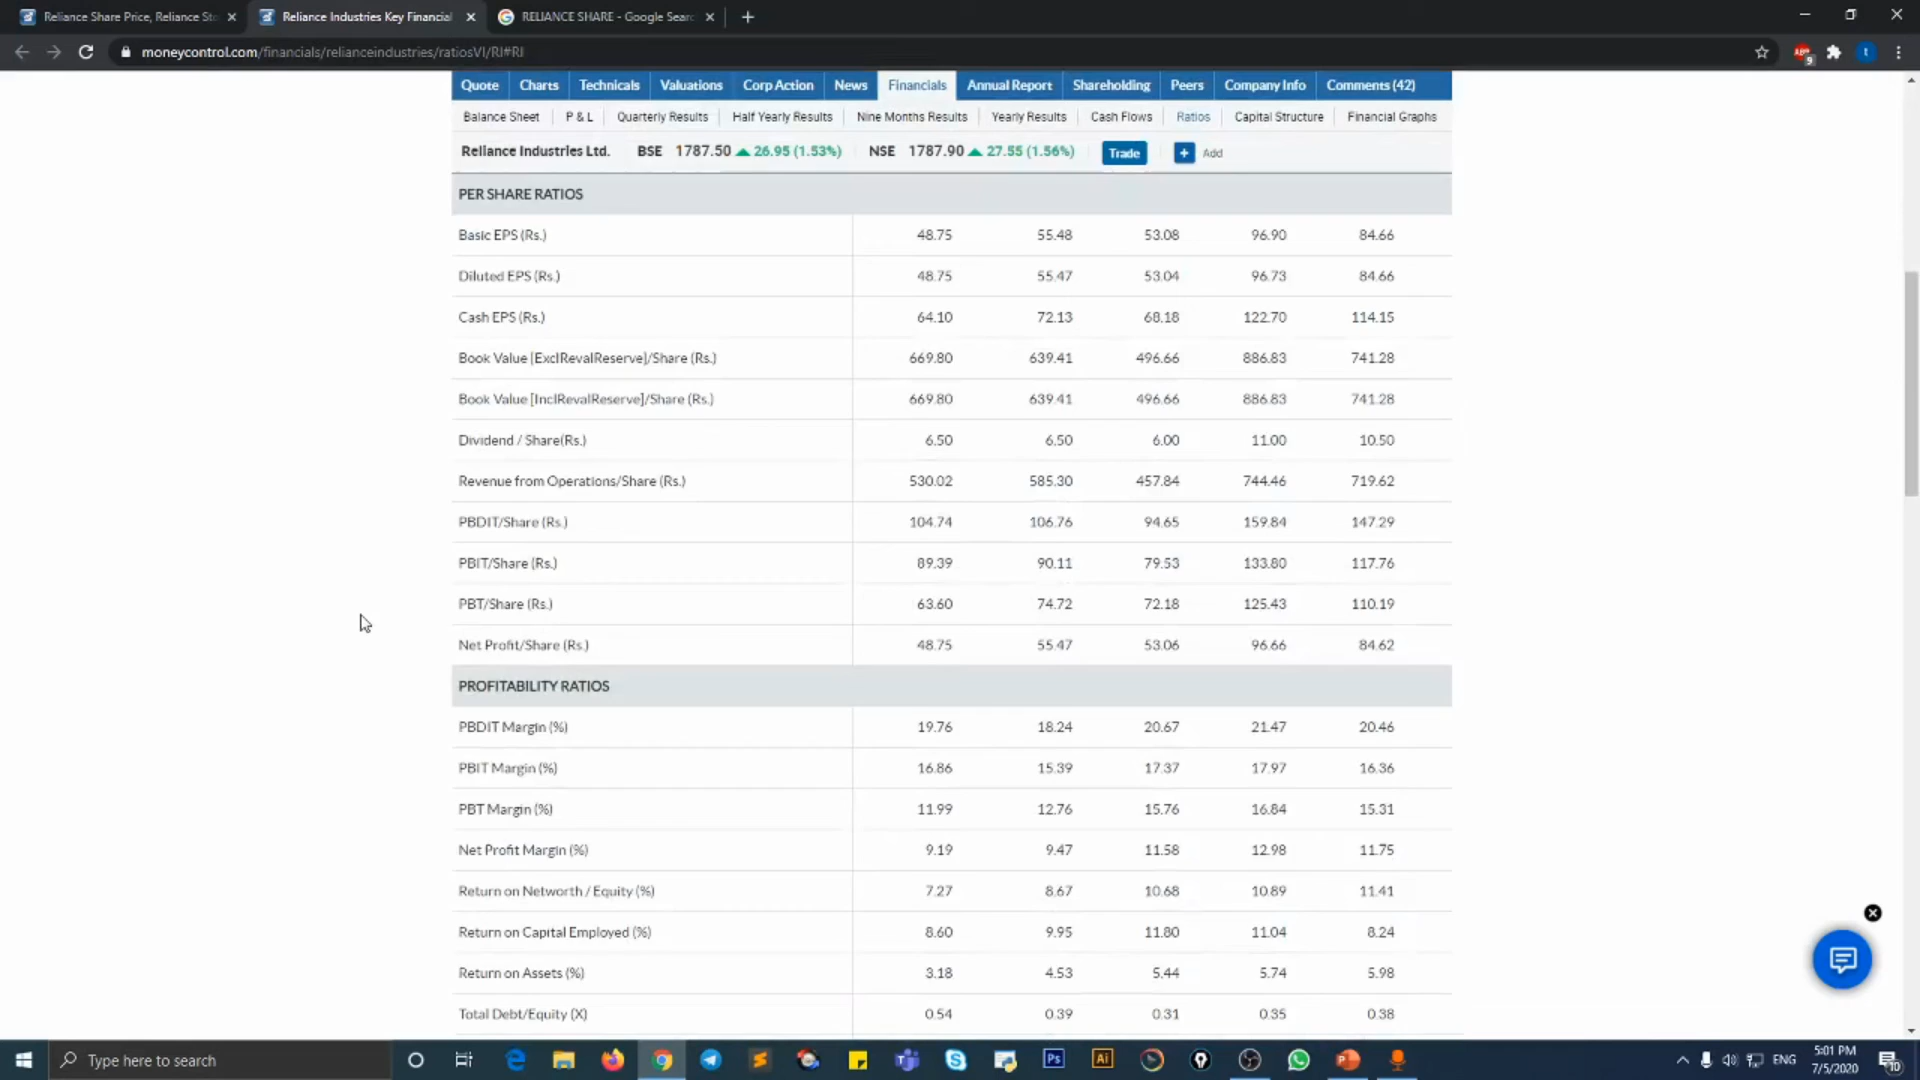 Reliance Share Price, Reliance Sto
Reliance Industries Key Financial
RELIANCE SHARE - Google Searc
moneycontrol.com/financials/relianceindustries/ratiosVI/RI#RI
ABP 9
t
Quote Charts Technicals Valuations Corp Action News Financials Annual Report Shareholding Peers Company Info Comments (42)
Balance Sheet P & L Quarterly Results Half Yearly Results Nine Months Results Yearly Results Cash Flows Ratios Capital Structure Financial Graphs
Reliance Industries Ltd. BSE 1787.50 ▲ 26.95 (1.53%) NSE 1787.90 ▲ 27.55 (1.56%) Trade + Add
PER SHARE RATIOS
Basic EPS (Rs.) 48.75 55.48 53.08 96.90 84.66
Diluted EPS (Rs.) 48.75 55.47 53.04 96.73 84.66
Cash EPS (Rs.) 64.10 72.13 68.18 122.70 114.15
Book Value [ExclRevalReserve]/Share (Rs.) 669.80 639.41 496.66 886.83 741.28
Book Value [InclRevalReserve]/Share (Rs.) 669.80 639.41 496.66 886.83 741.28
Dividend / Share(Rs.) 6.50 6.50 6.00 11.00 10.50
Revenue from Operations/Share (Rs.) 530.02 585.30 457.84 744.46 719.62
PBDIT/Share (Rs.) 104.74 106.76 94.65 159.84 147.29
PBIT/Share (Rs.) 89.39 90.11 79.53 133.80 117.76
PBT/Share (Rs.) 63.60 74.72 72.18 125.43 110.19
Net Profit/Share (Rs.) 48.75 55.47 53.06 96.66 84.62
PROFITABILITY RATIOS
PBDIT Margin (%) 19.76 18.24 20.67 21.47 20.46
PBIT Margin (%) 16.86 15.39 17.37 17.97 16.36
PBT Margin (%) 11.99 12.76 15.76 16.84 15.31
Net Profit Margin (%) 9.19 9.47 11.58 12.98 11.75
Return on Networth / Equity (%) 7.27 8.67 10.68 10.89 11.41
Return on Capital Employed (%) 8.60 9.95 11.80 11.04 8.24
Return on Assets (%) 3.18 4.53 5.44 5.74 5.98
Total Debt/Equity (X) 0.54 0.39 0.31 0.35 0.38
Type here to search
Ps
Ai
ENG
5:01 PM
7/5/2020
10